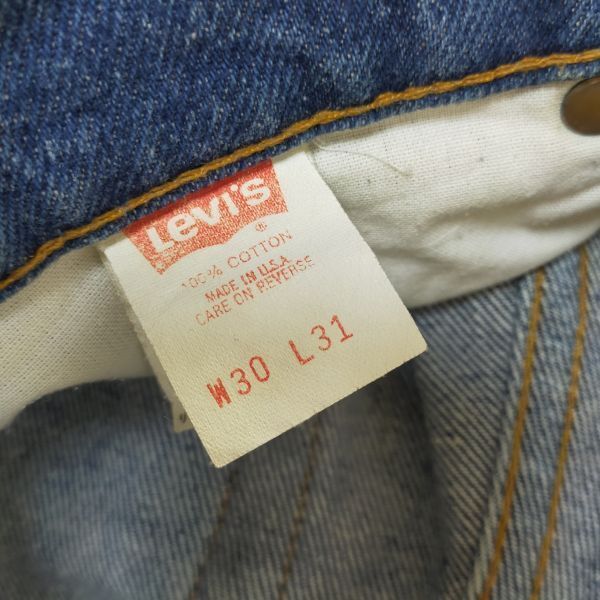 Levi's
®
100% COTTON
MADE IN U.S.A.
CARE ON REVERSE
W30 L31